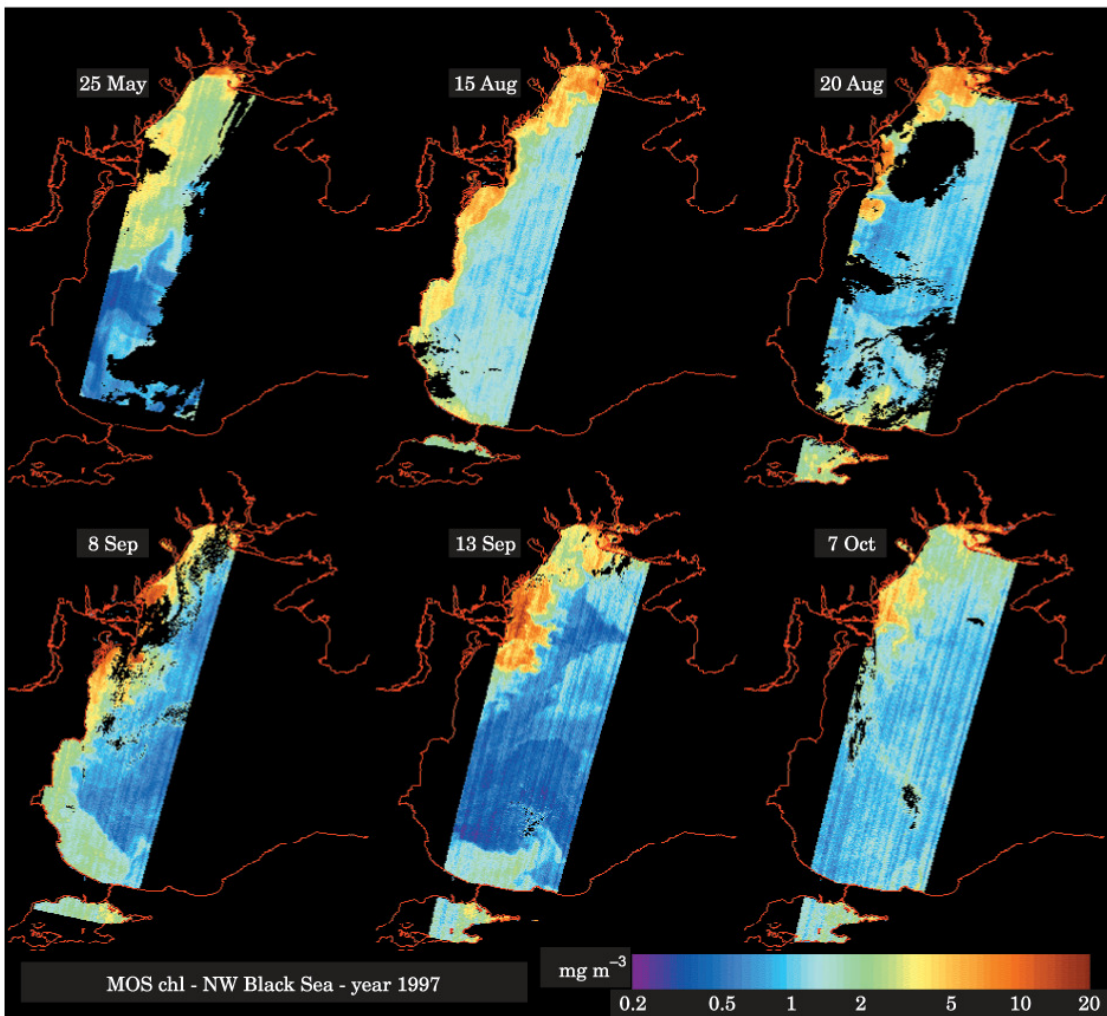 25 May
15 Aug
20 Aug
8 Sep
13 Sep
7 Oct
MOS chl - NW Black Sea - year 1997
mg m⁻³
0.2 0.5 1 2 5 10 20